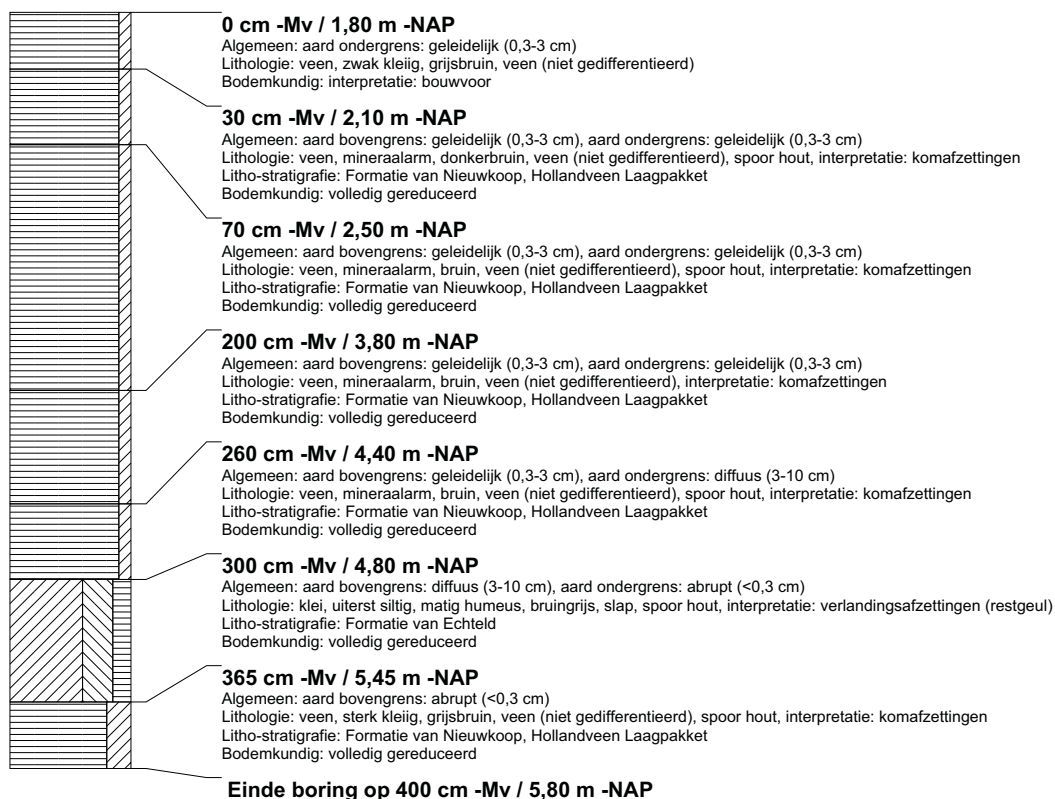 0 cm -Mv / 1,80 m -NAP
Algemeen: aard ondergrens: geleidelijk (0,3-3 cm)
Lithologie: veen, zwak kleiig, grijsbruin, veen (niet gedifferentieerd)
Bodemkundig: interpretatie: bouwvoor
30 cm -Mv / 2,10 m -NAP
Algemeen: aard bovengrens: geleidelijk (0,3-3 cm), aard ondergrens: geleidelijk (0,3-3 cm)
Lithologie: veen, mineraalarm, donkerbruin, veen (niet gedifferentieerd), spoor hout, interpretatie: komafzettingen
Litho-stratigrafie: Formatie van Nieuwkoop, Hollandveen Laagpakket
Bodemkundig: volledig gereduceerd
70 cm -Mv / 2,50 m -NAP
Algemeen: aard bovengrens: geleidelijk (0,3-3 cm), aard ondergrens: geleidelijk (0,3-3 cm)
Lithologie: veen, mineraalarm, bruin, veen (niet gedifferentieerd), spoor hout, interpretatie: komafzettingen
Litho-stratigrafie: Formatie van Nieuwkoop, Hollandveen Laagpakket
Bodemkundig: volledig gereduceerd
200 cm -Mv / 3,80 m -NAP
Algemeen: aard bovengrens: geleidelijk (0,3-3 cm), aard ondergrens: geleidelijk (0,3-3 cm)
Lithologie: veen, mineraalarm, bruin, veen (niet gedifferentieerd), interpretatie: komafzettingen
Litho-stratigrafie: Formatie van Nieuwkoop, Hollandveen Laagpakket
Bodemkundig: volledig gereduceerd
260 cm -Mv / 4,40 m -NAP
Algemeen: aard bovengrens: geleidelijk (0,3-3 cm), aard ondergrens: diffuus (3-10 cm)
Lithologie: veen, mineraalarm, bruin, veen (niet gedifferentieerd), spoor hout, interpretatie: komafzettingen
Litho-stratigrafie: Formatie van Nieuwkoop, Hollandveen Laagpakket
Bodemkundig: volledig gereduceerd
300 cm -Mv / 4,80 m -NAP
Algemeen: aard bovengrens: diffuus (3-10 cm), aard ondergrens: abrupt (<0,3 cm)
Lithologie: klei, uiterst siltig, matig humeus, bruingrijs, slap, spoor hout, interpretatie: verlandingsafzettingen (restgeul)
Litho-stratigrafie: Formatie van Echteld
Bodemkundig: volledig gereduceerd
365 cm -Mv / 5,45 m -NAP
Algemeen: aard bovengrens: abrupt (<0,3 cm)
Lithologie: veen, sterk kleiig, grijsbruin, veen (niet gedifferentieerd), spoor hout, interpretatie: komafzettingen
Litho-stratigrafie: Formatie van Nieuwkoop, Hollandveen Laagpakket
Bodemkundig: volledig gereduceerd
Einde boring op 400 cm -Mv / 5,80 m -NAP